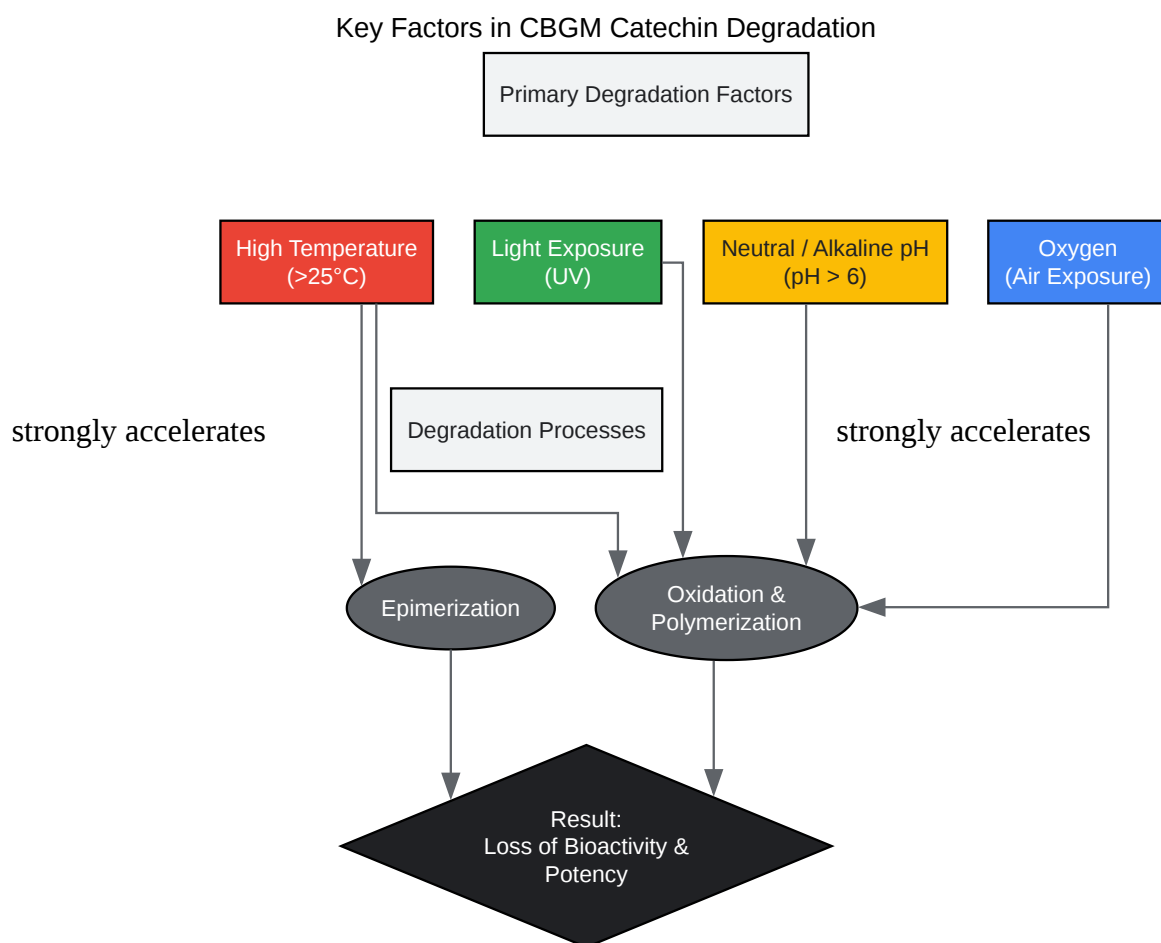 Key Factors in CBGM Catechin Degradation
Primary Degradation Factors
High Temperature
(>25°C)
Light Exposure
(UV)
Neutral / Alkaline pH
(pH > 6)
Oxygen
(Air Exposure)
strongly accelerates
Degradation Processes
strongly accelerates
Epimerization
Oxidation &
Polymerization
Result:
Loss of Bioactivity &
Potency